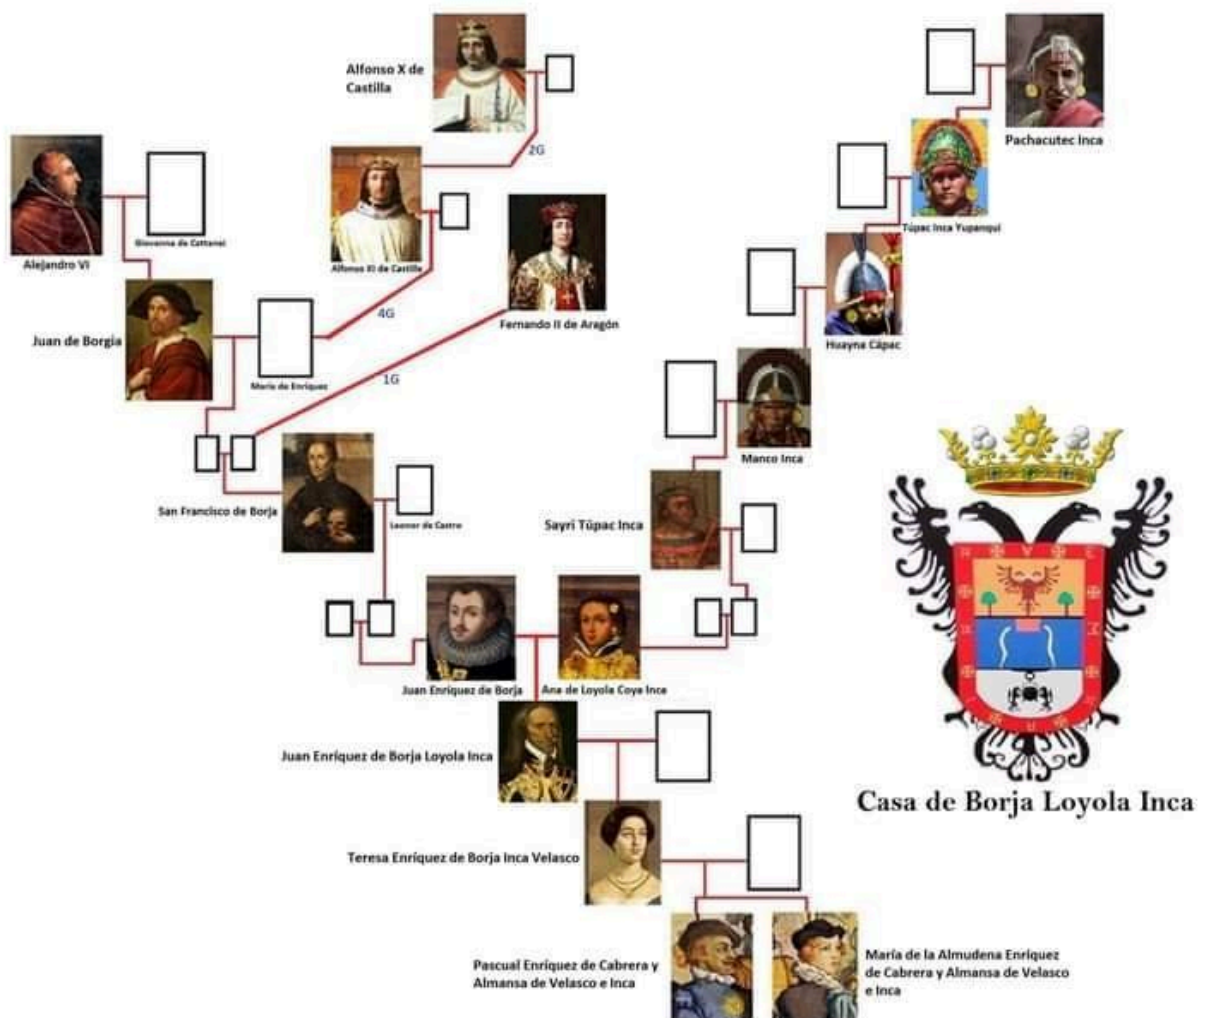 Alfonso X de
Castilla
2G
Pachacutec Inca
Giovanna de Cattanei
Alejandro VI
Alfonso XI de Castilla
Túpac Inca Yupanqui
4G
Fernando II de Aragón
Juan de Borgia
María de Enríquez
1G
Huayna Cápac
Manco Inca
San Francisco de Borja
Leonor de Castro
Sayri Túpac Inca
Juan Enríquez de Borja
Ana de Loyola Coya Inca
Juan Enríquez de Borja Loyola Inca
Casa de Borja Loyola Inca
Teresa Enríquez de Borja Inca Velasco
Pascual Enríquez de Cabrera y
Almansa de Velasco e Inca
María de la Almudena Enríquez
de Cabrera y Almansa de Velasco
e Inca